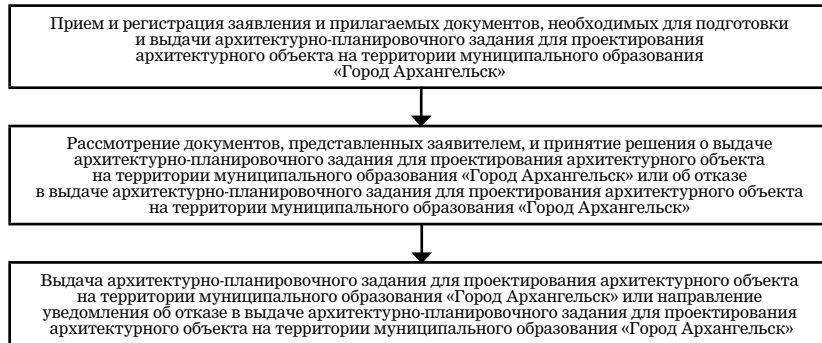 Прием и регистрация заявления и прилагаемых документов, необходимых для подготовки
и выдачи архитектурно-планировочного задания для проектирования
архитектурного объекта на территории муниципального образования
«Город Архангельск»
Рассмотрение документов, представленных заявителем, и принятие решения о выдаче
архитектурно-планировочного задания для проектирования архитектурного объекта
на территории муниципального образования «Город Архангельск» или об отказе
в выдаче архитектурно-планировочного задания для проектирования архитектурного объекта
на территории муниципального образования «Город Архангельск»
Выдача архитектурно-планировочного задания для проектирования архитектурного объекта
на территории муниципального образования «Город Архангельск» или направление
уведомления об отказе в выдаче архитектурно-планировочного задания для проектирования
архитектурного объекта на территории муниципального образования «Город Архангельск»